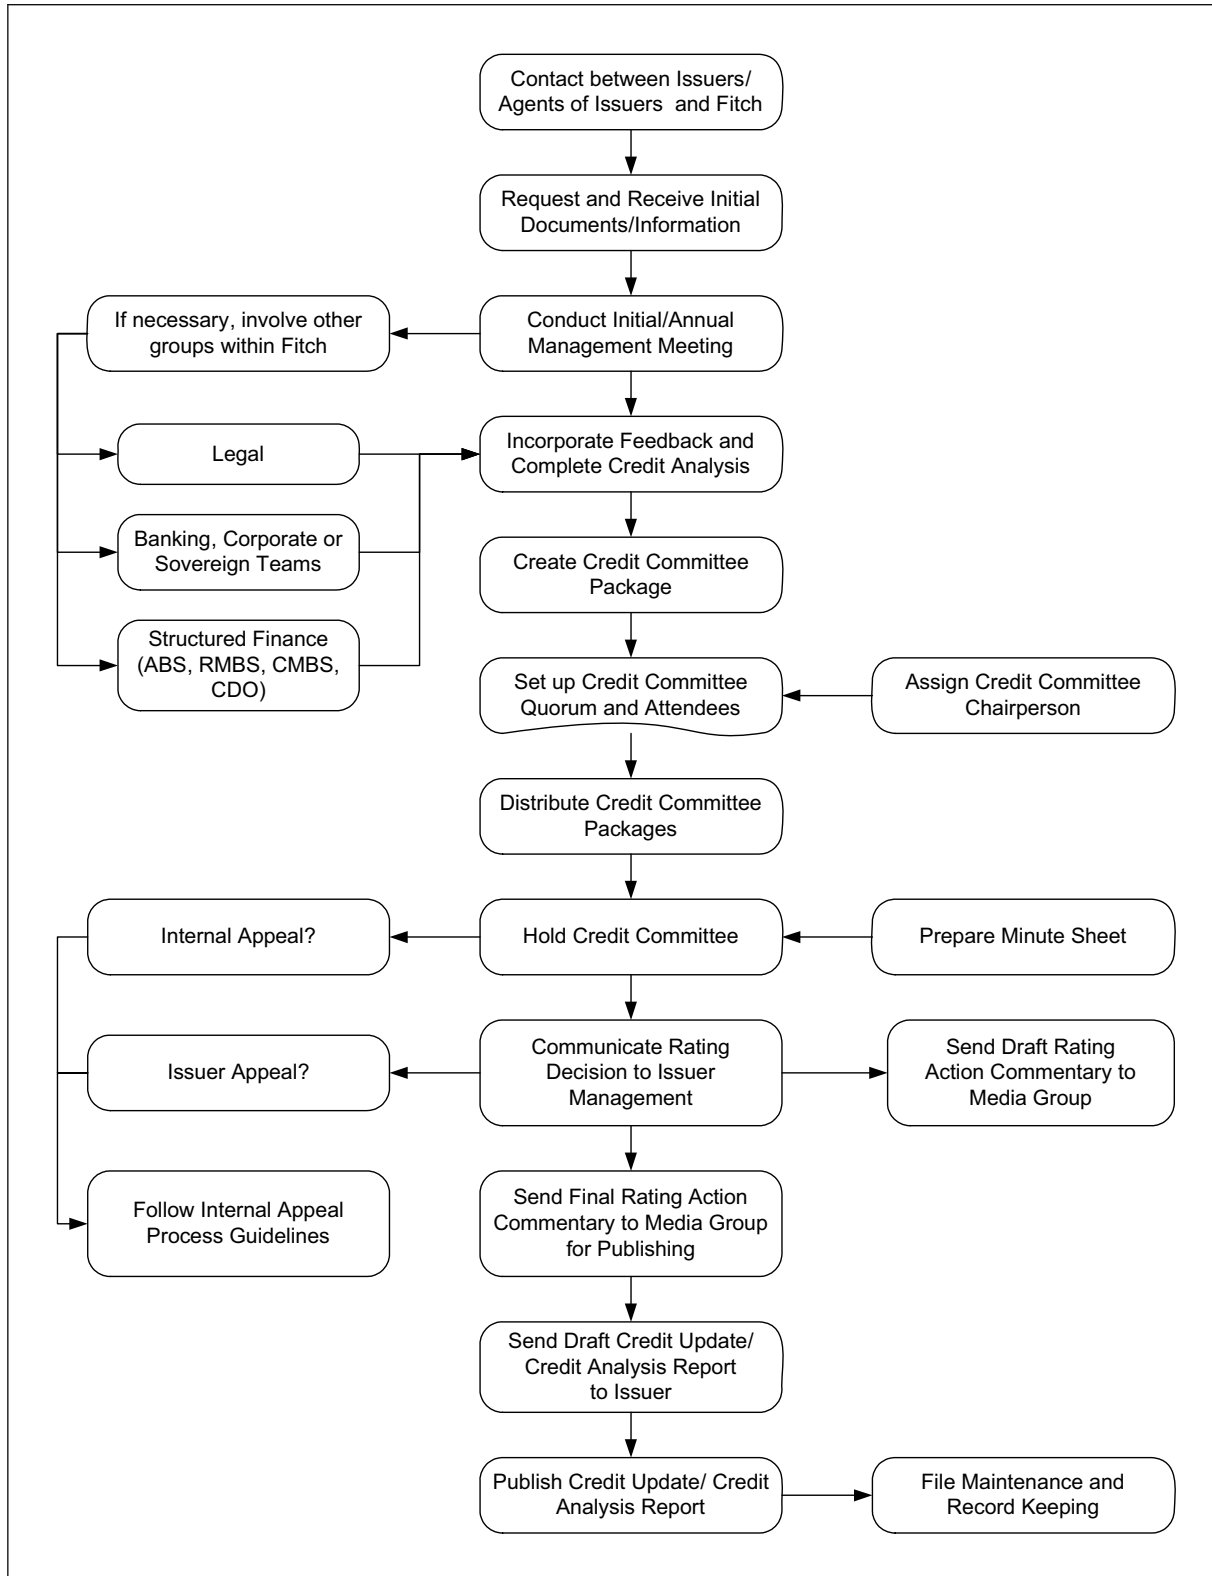 Contact between Issuers/
Agents of Issuers and Fitch
Request and Receive Initial
Documents/Information
If necessary, involve other
groups within Fitch
Conduct Initial/Annual
Management Meeting
Legal
Incorporate Feedback and
Complete Credit Analysis
Banking, Corporate or
Sovereign Teams
Create Credit Committee
Package
Structured Finance
(ABS, RMBS, CMBS,
CDO)
Set up Credit Committee
Quorum and Attendees
Assign Credit Committee
Chairperson
Distribute Credit Committee
Packages
Internal Appeal?
Hold Credit Committee
Prepare Minute Sheet
Issuer Appeal?
Communicate Rating
Decision to Issuer
Management
Send Draft Rating
Action Commentary to
Media Group
Follow Internal Appeal
Process Guidelines
Send Final Rating Action
Commentary to Media Group
for Publishing
Send Draft Credit Update/
Credit Analysis Report
to Issuer
Publish Credit Update/ Credit
Analysis Report
File Maintenance and
Record Keeping